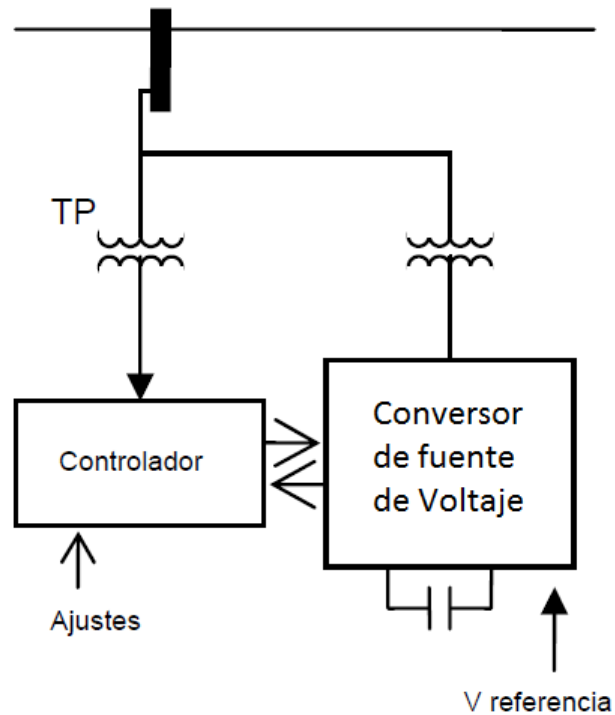 TP
Controlador
Conversor
de fuente
de Voltaje
Ajustes
V referencia